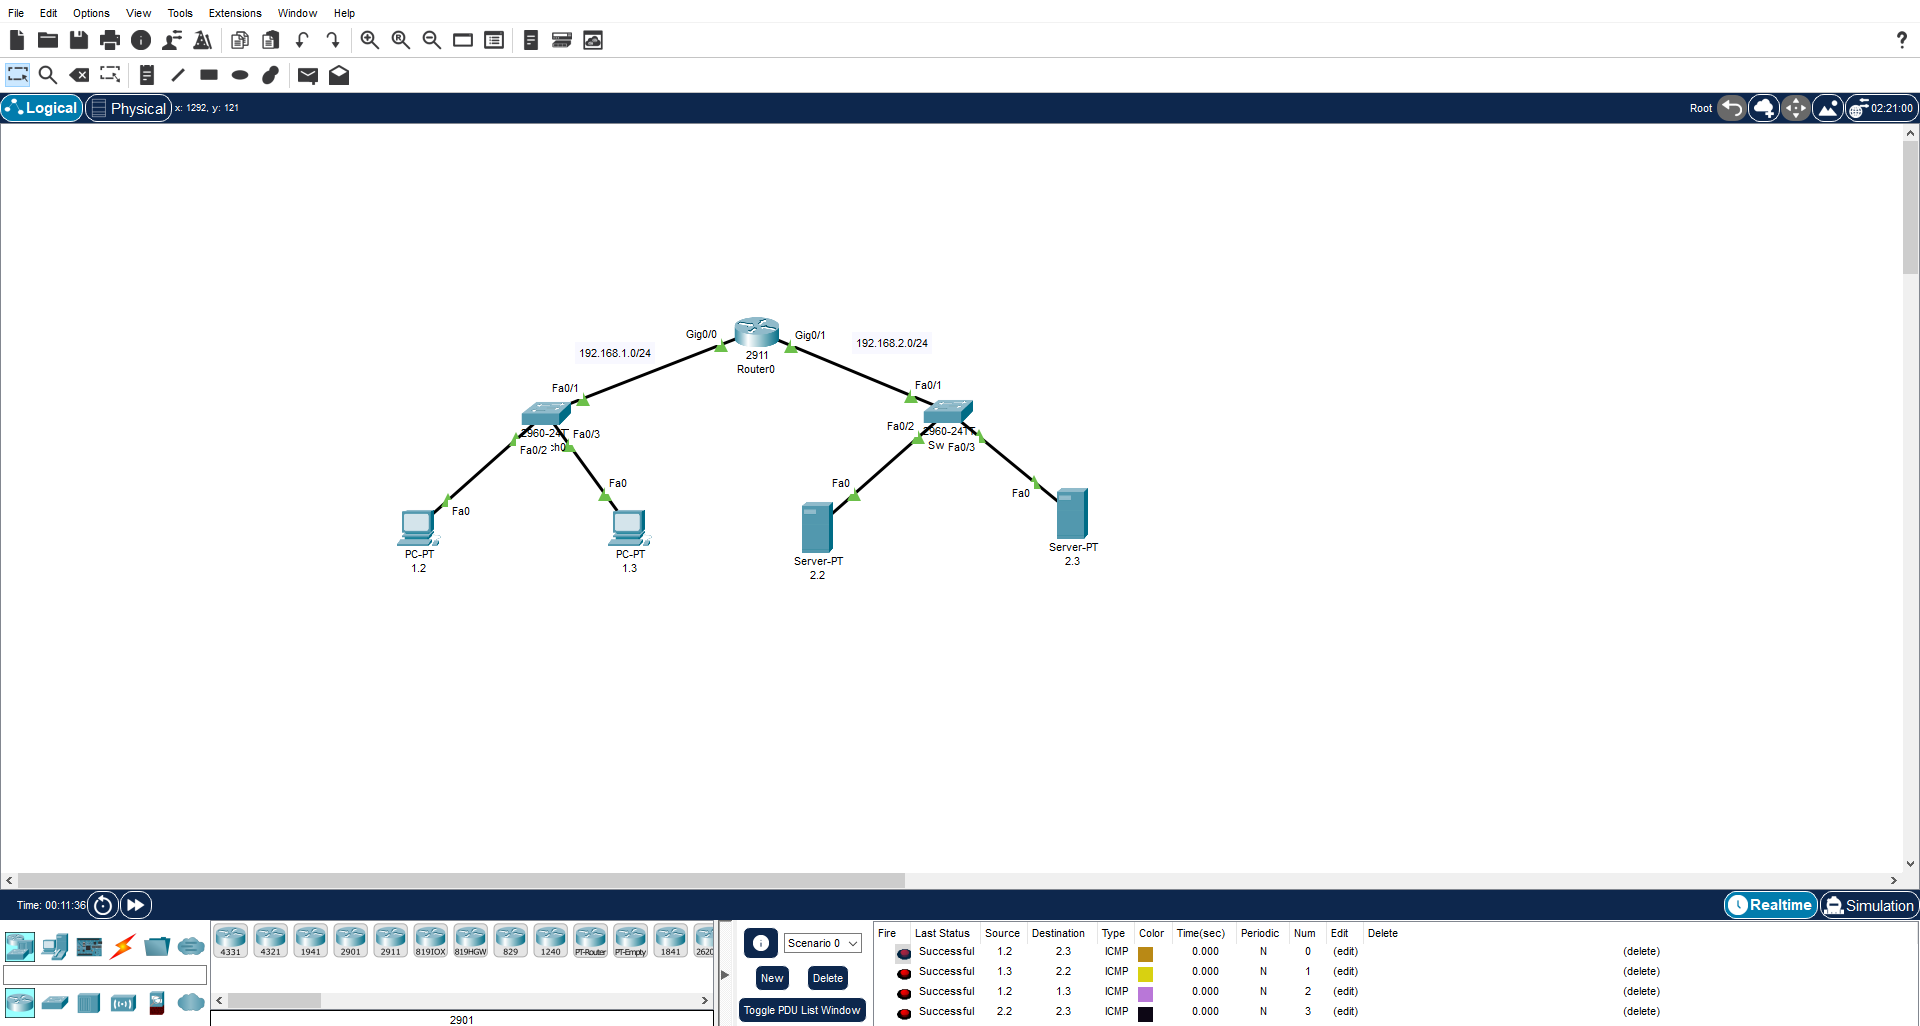 File Edit Options View Tools Extensions Window Help
?
Logical Physical x: 1292, y: 121 Root 02:21:00
Gig0/0 Gig0/1
192.168.2.0/24
192.168.1.0/24
2911
Router0
Fa0/1 Fa0/1
Fa0/2
2960-24T Fa0/3 2960-24TT
Fa0/2 ch0 Sw Fa0/3
Fa0 Fa0 Fa0
Fa0
PC-PT PC-PT Server-PT Server-PT
1.2 1.3 2.2 2.3
Time: 00:11:36 Realtime Simulation
4331 4321 1941 2901 2911 819IOX 819HGW 829 1240 PT-Router PT-Empty 1841 2620
2901
Scenario 0
New Delete
Toggle PDU List Window
Fire Last Status Source Destination Type Color Time(sec) Periodic Num Edit Delete
Successful 1.2 2.3 ICMP 0.000 N 0 (edit) (delete)
Successful 1.3 2.2 ICMP 0.000 N 1 (edit) (delete)
Successful 1.2 1.3 ICMP 0.000 N 2 (edit) (delete)
Successful 2.2 2.3 ICMP 0.000 N 3 (edit) (delete)